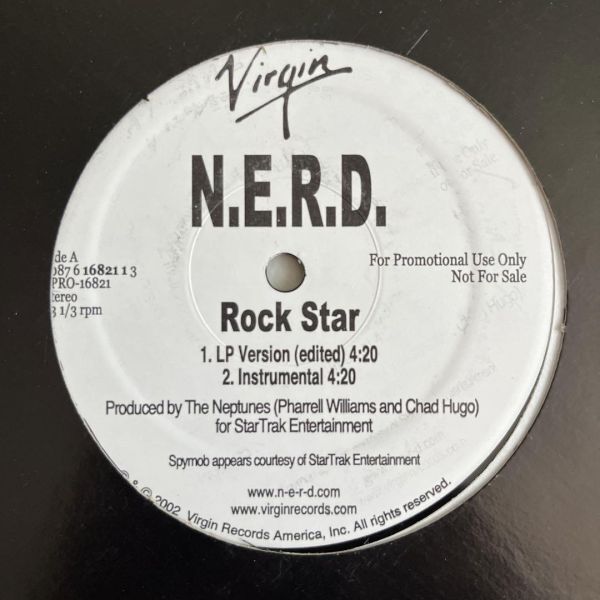 Virgin
N.E.R.D.
de A
087 6 16821 1 3
PRO-16821
tereo
3 1/3 rpm
For Promotional Use Only
Not For Sale
Rock Star
1. LP Version (edited) 4:20
2. Instrumental 4:20
Produced by The Neptunes (Pharrell Williams and Chad Hugo)
for StarTrak Entertainment
Spymob appears courtesy of StarTrak Entertainment
www.n-e-r-d.com
www.virginrecords.com
© 2002 Virgin Records America, Inc. All rights reserved.